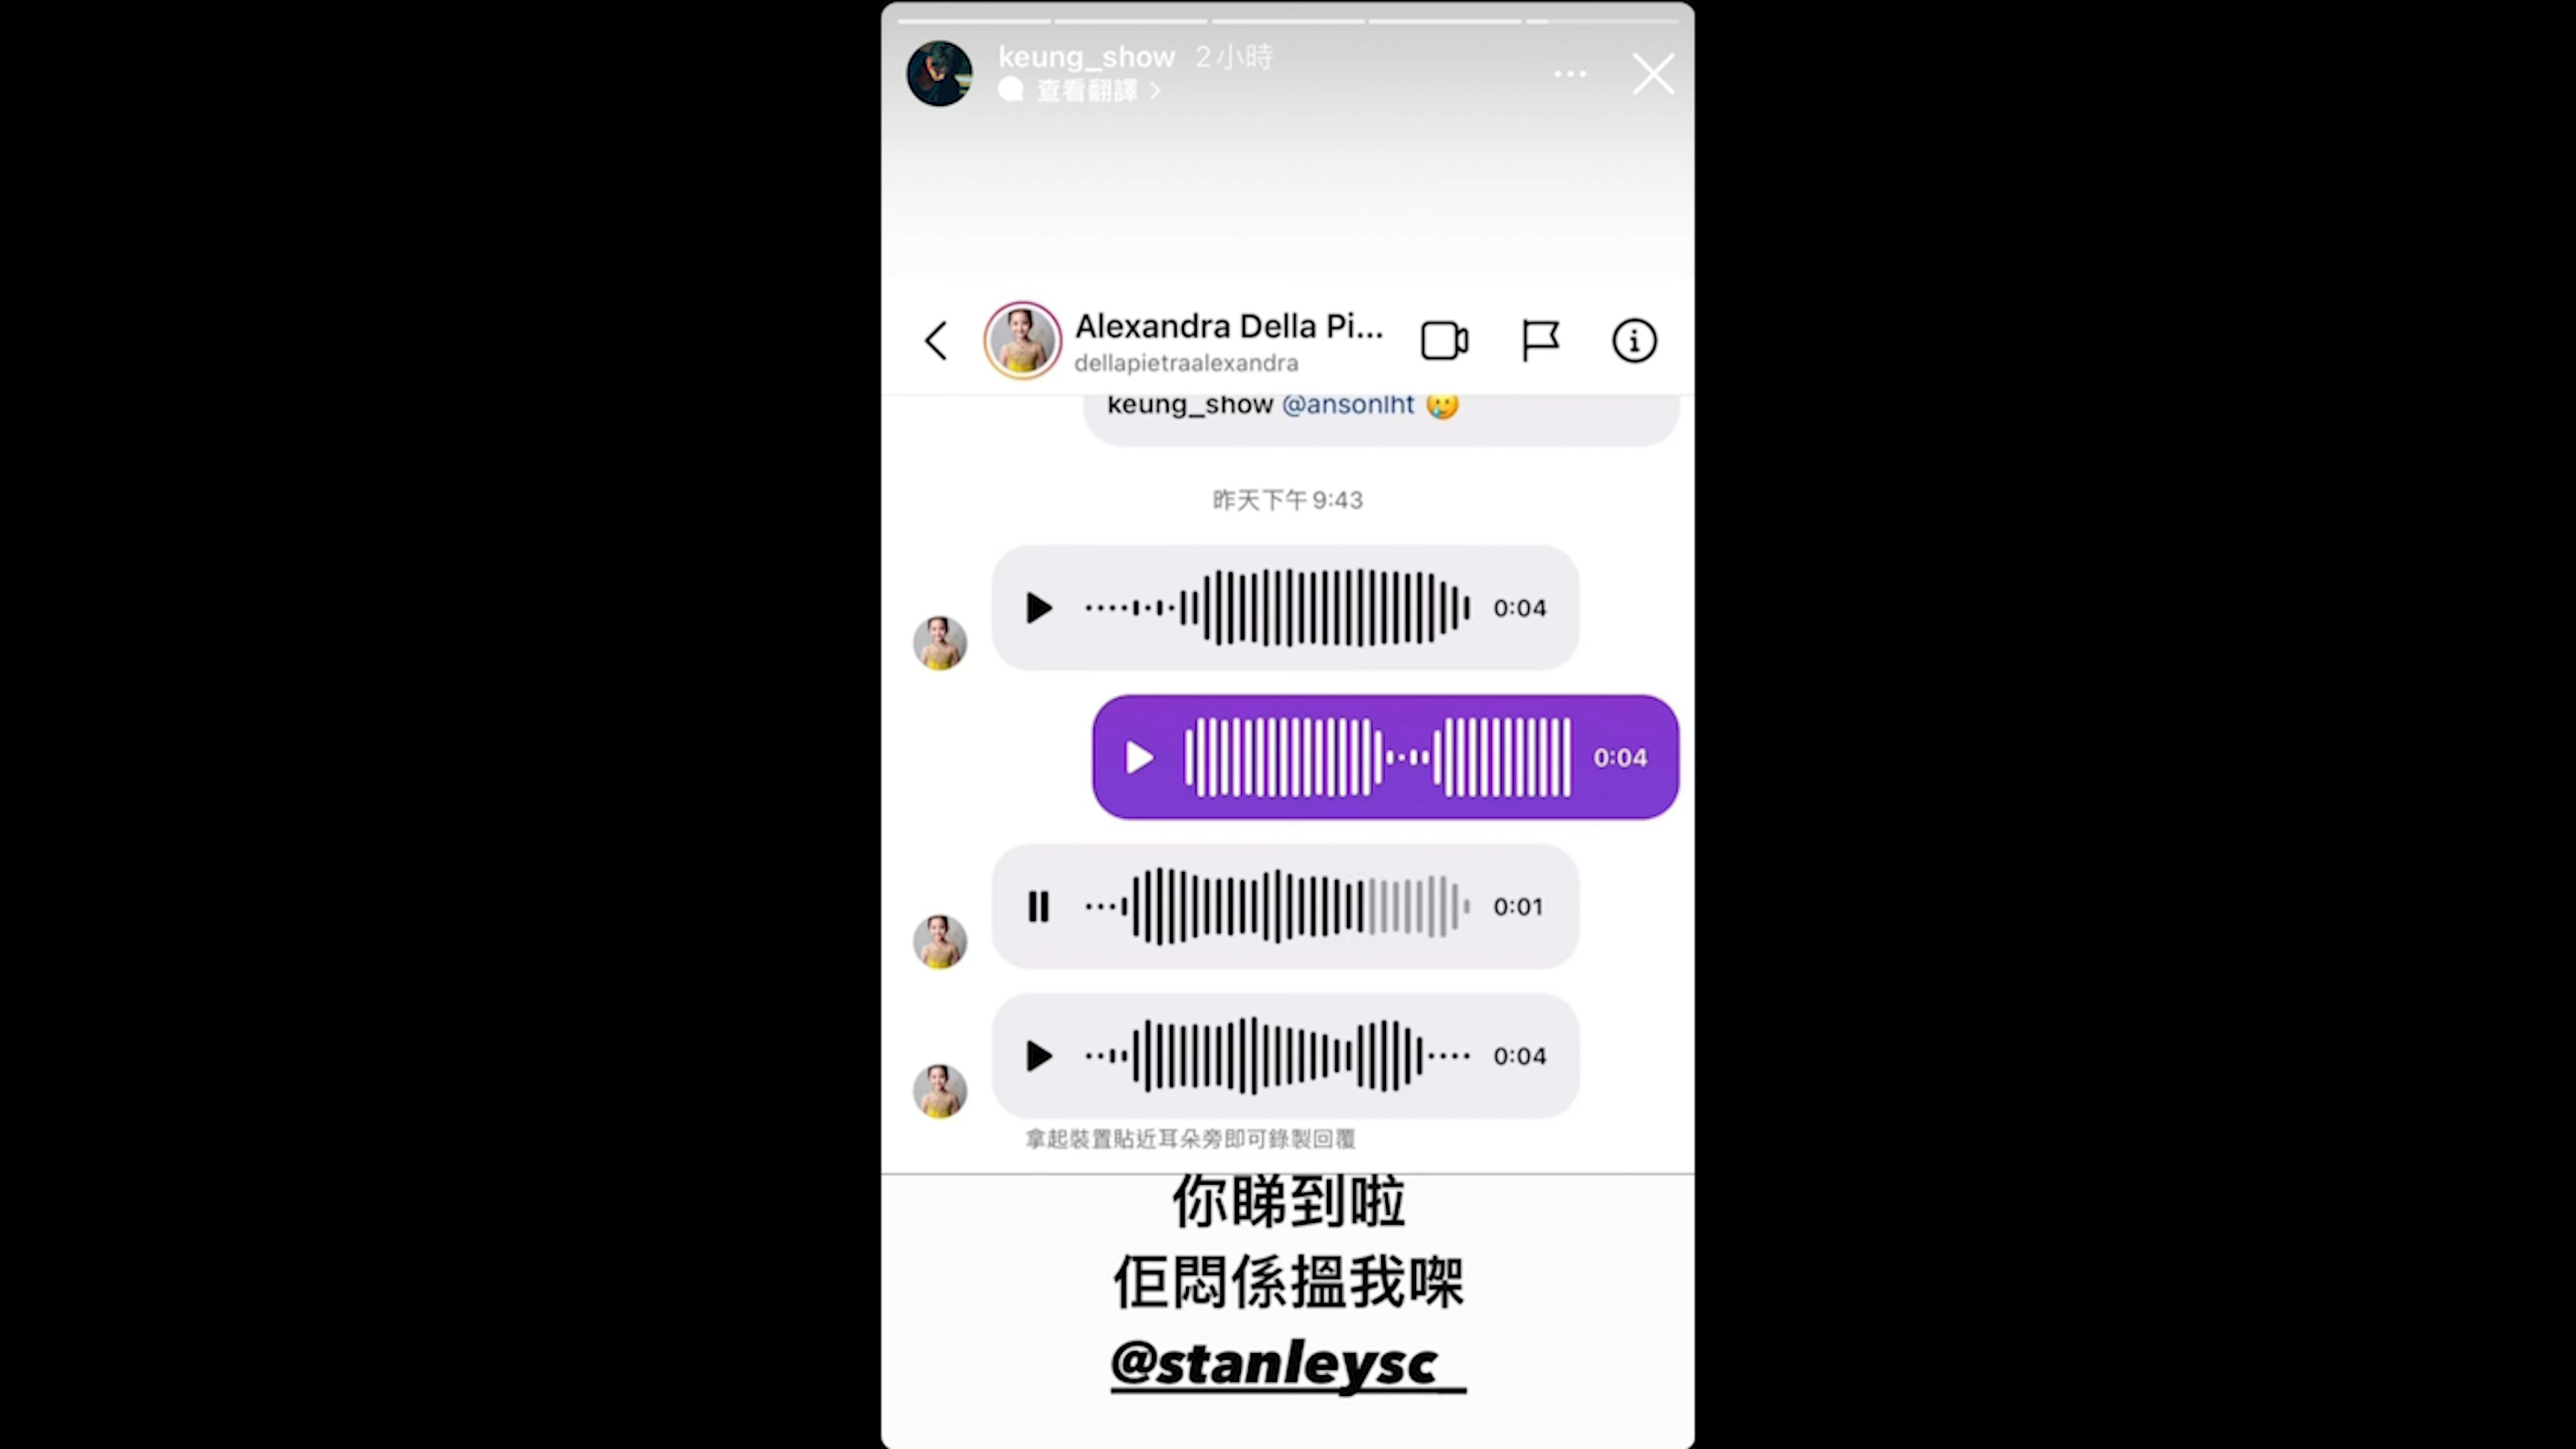 keung_show 2小時
查看翻譯
Alexandra Della Pi...
dellapietraalexandra
keung_show @ansonlht 🥲
昨天下午9:43
0:04
0:04
0:01
0:04
拿起裝置貼近耳朵旁即可錄製回覆
你睇到啦
佢悶係搵我㗎
@stanleysc_